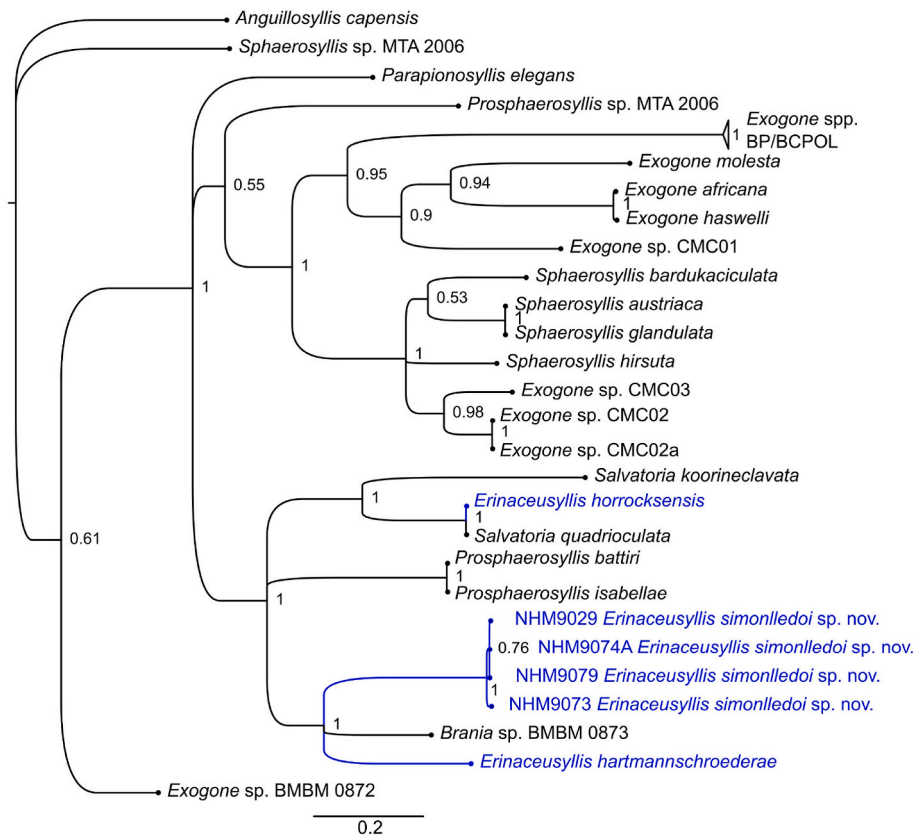 Anguillosyllis capensis
Sphaerosyllis sp. MTA 2006
Parapionosyllis elegans
Prosphaerosyllis sp. MTA 2006
Exogone spp.
1
BP/BCPOL
Exogone molesta
0.95
0.94
Exogone africana
0.55
1
0.9
Exogone haswelli
Exogone sp. CMC01
1
Sphaerosyllis bardukaciculata
1
0.53
Sphaerosyllis austriaca
1
Sphaerosyllis glandulata
1
Sphaerosyllis hirsuta
Exogone sp. CMC03
0.98
Exogone sp. CMC02
1
Exogone sp. CMC02a
Salvatoria koorineclavata
1
Erinaceusyllis horrocksensis
1
Salvatoria quadrioculata
0.61
Prosphaerosyllis battiri
1
Prosphaerosyllis isabellae
1
NHM9029 Erinaceusyllis simonlledoi sp. nov.
0.76 NHM9074A Erinaceusyllis simonlledoi sp. nov.
NHM9079 Erinaceusyllis simonlledoi sp. nov.
1
NHM9073 Erinaceusyllis simonlledoi sp. nov.
1
Brania sp. BMBM 0873
Erinaceusyllis hartmannschroederae
Exogone sp. BMBM 0872
0.2